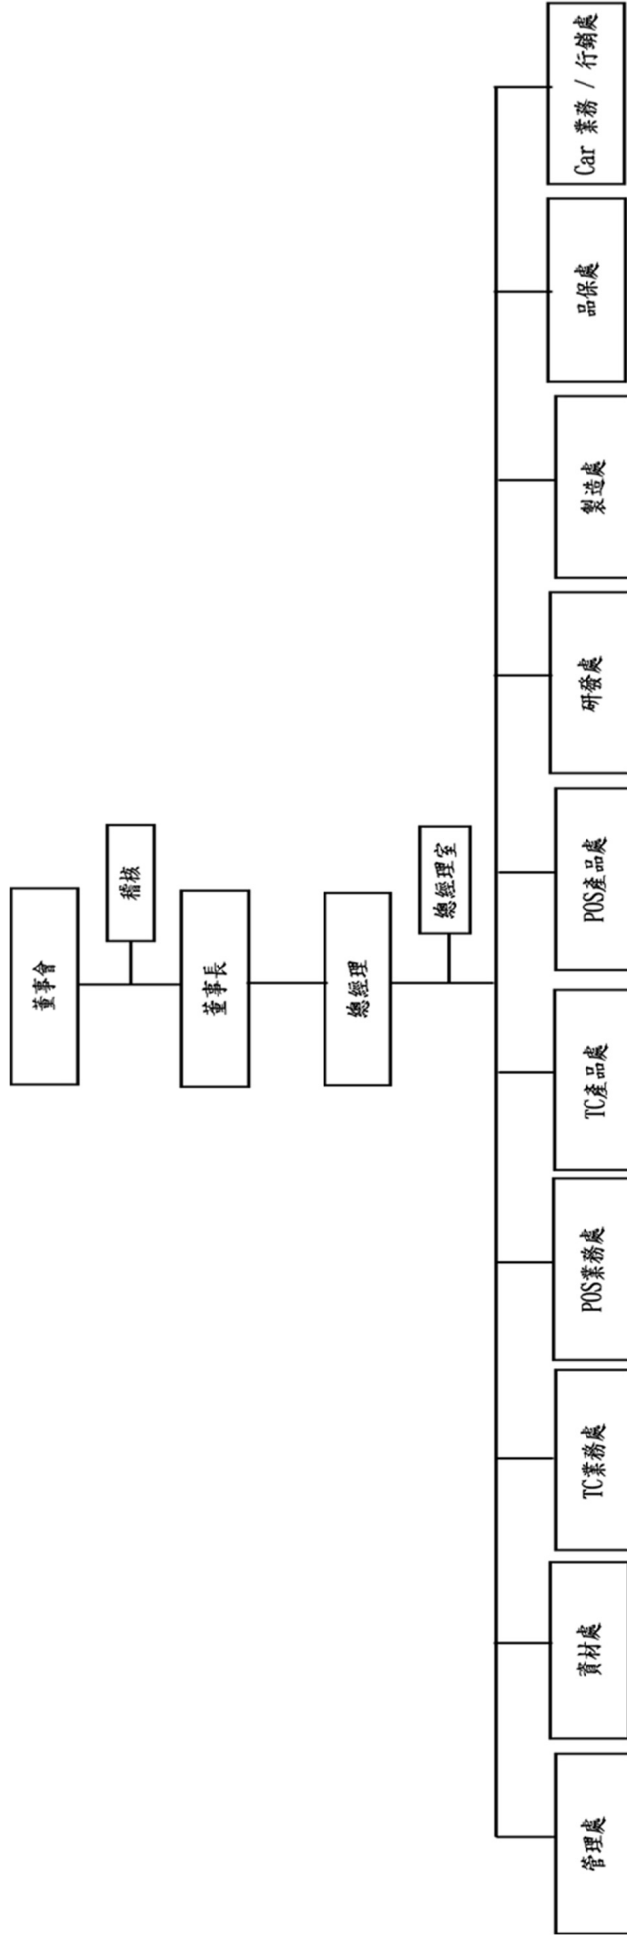 董事會
稽核
董事長
總經理
總經理室
管理處
資材處
TC業務處
POS業務處
TC產品處
POS產品處
研發處
製造處
品保處
Car 業務 / 行銷處